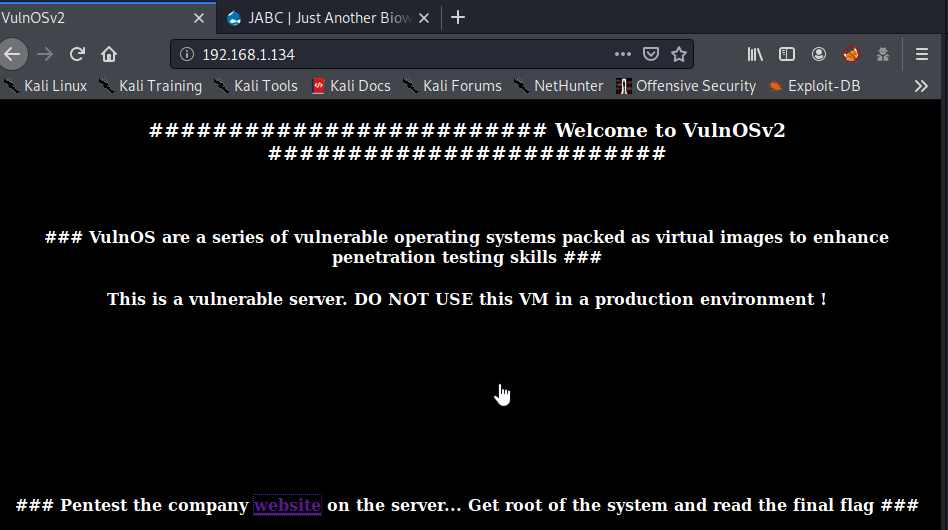 VulnOSv2
JABC | Just Another Biow
192.168.1.134
Kali Linux Kali Training Kali Tools Kali Docs Kali Forums NetHunter Offensive Security Exploit-DB
######################### Welcome to VulnOSv2
#########################
### VulnOS are a series of vulnerable operating systems packed as virtual images to enhance
penetration testing skills ###
This is a vulnerable server. DO NOT USE this VM in a production environment !
### Pentest the company website on the server... Get root of the system and read the final flag ###